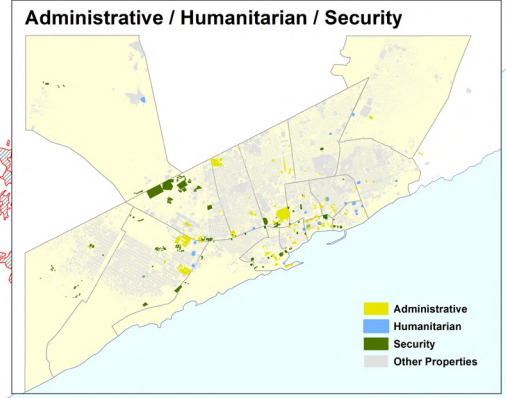 Administrative / Humanitarian / Security
Administrative
Humanitarian
Security
Other Properties